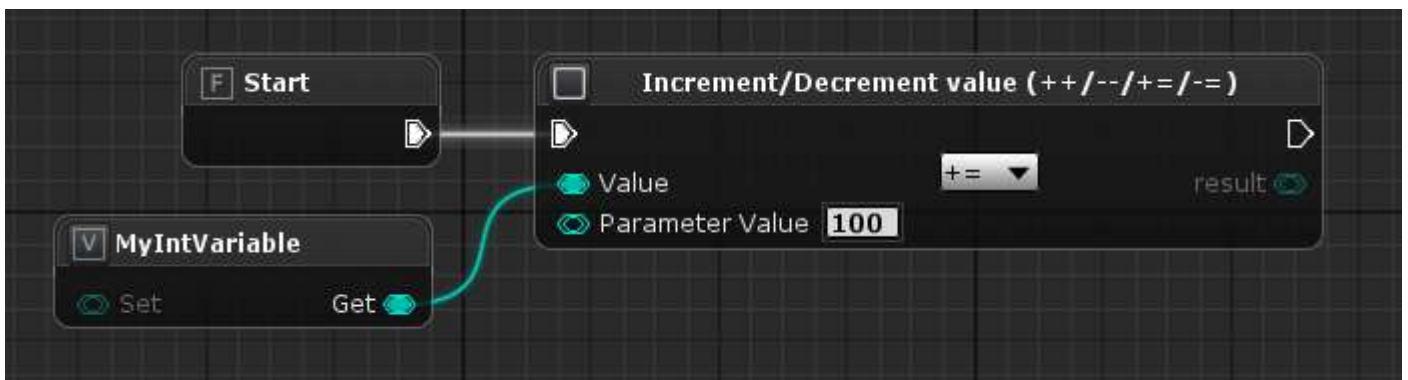 F Start
Increment/Decrement value (++/--/+=/-=)
+=
Value
result
Parameter Value 100
V MyIntVariable
Set Get